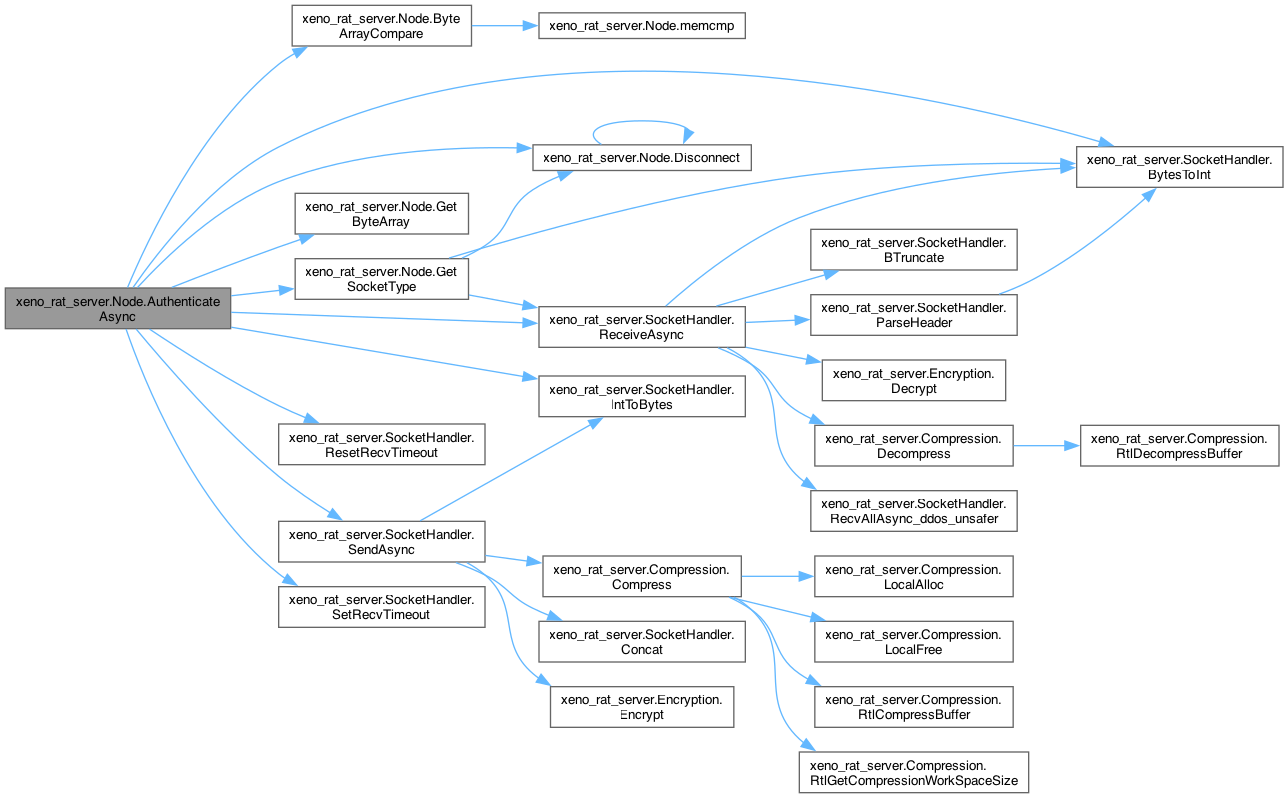 xeno_rat_server.Node.Byte
ArrayCompare
xeno_rat_server.Node.memcmp
xeno_rat_server.Node.Disconnect
xeno_rat_server.SocketHandler.
BytesToInt
xeno_rat_server.Node.Get
ByteArray
xeno_rat_server.SocketHandler.
BTruncate
xeno_rat_server.Node.Get
SocketType
xeno_rat_server.Node.Authenticate
Async
xeno_rat_server.SocketHandler.
ReceiveAsync
xeno_rat_server.SocketHandler.
ParseHeader
xeno_rat_server.Encryption.
Decrypt
xeno_rat_server.SocketHandler.
IntToBytes
xeno_rat_server.SocketHandler.
ResetRecvTimeout
xeno_rat_server.Compression.
Decompress
xeno_rat_server.Compression.
RtlDecompressBuffer
xeno_rat_server.SocketHandler.
RecvAllAsync_ddos_unsafer
xeno_rat_server.SocketHandler.
SendAsync
xeno_rat_server.Compression.
Compress
xeno_rat_server.Compression.
LocalAlloc
xeno_rat_server.SocketHandler.
SetRecvTimeout
xeno_rat_server.SocketHandler.
Concat
xeno_rat_server.Compression.
LocalFree
xeno_rat_server.Encryption.
Encrypt
xeno_rat_server.Compression.
RtlCompressBuffer
xeno_rat_server.Compression.
RtlGetCompressionWorkSpaceSize